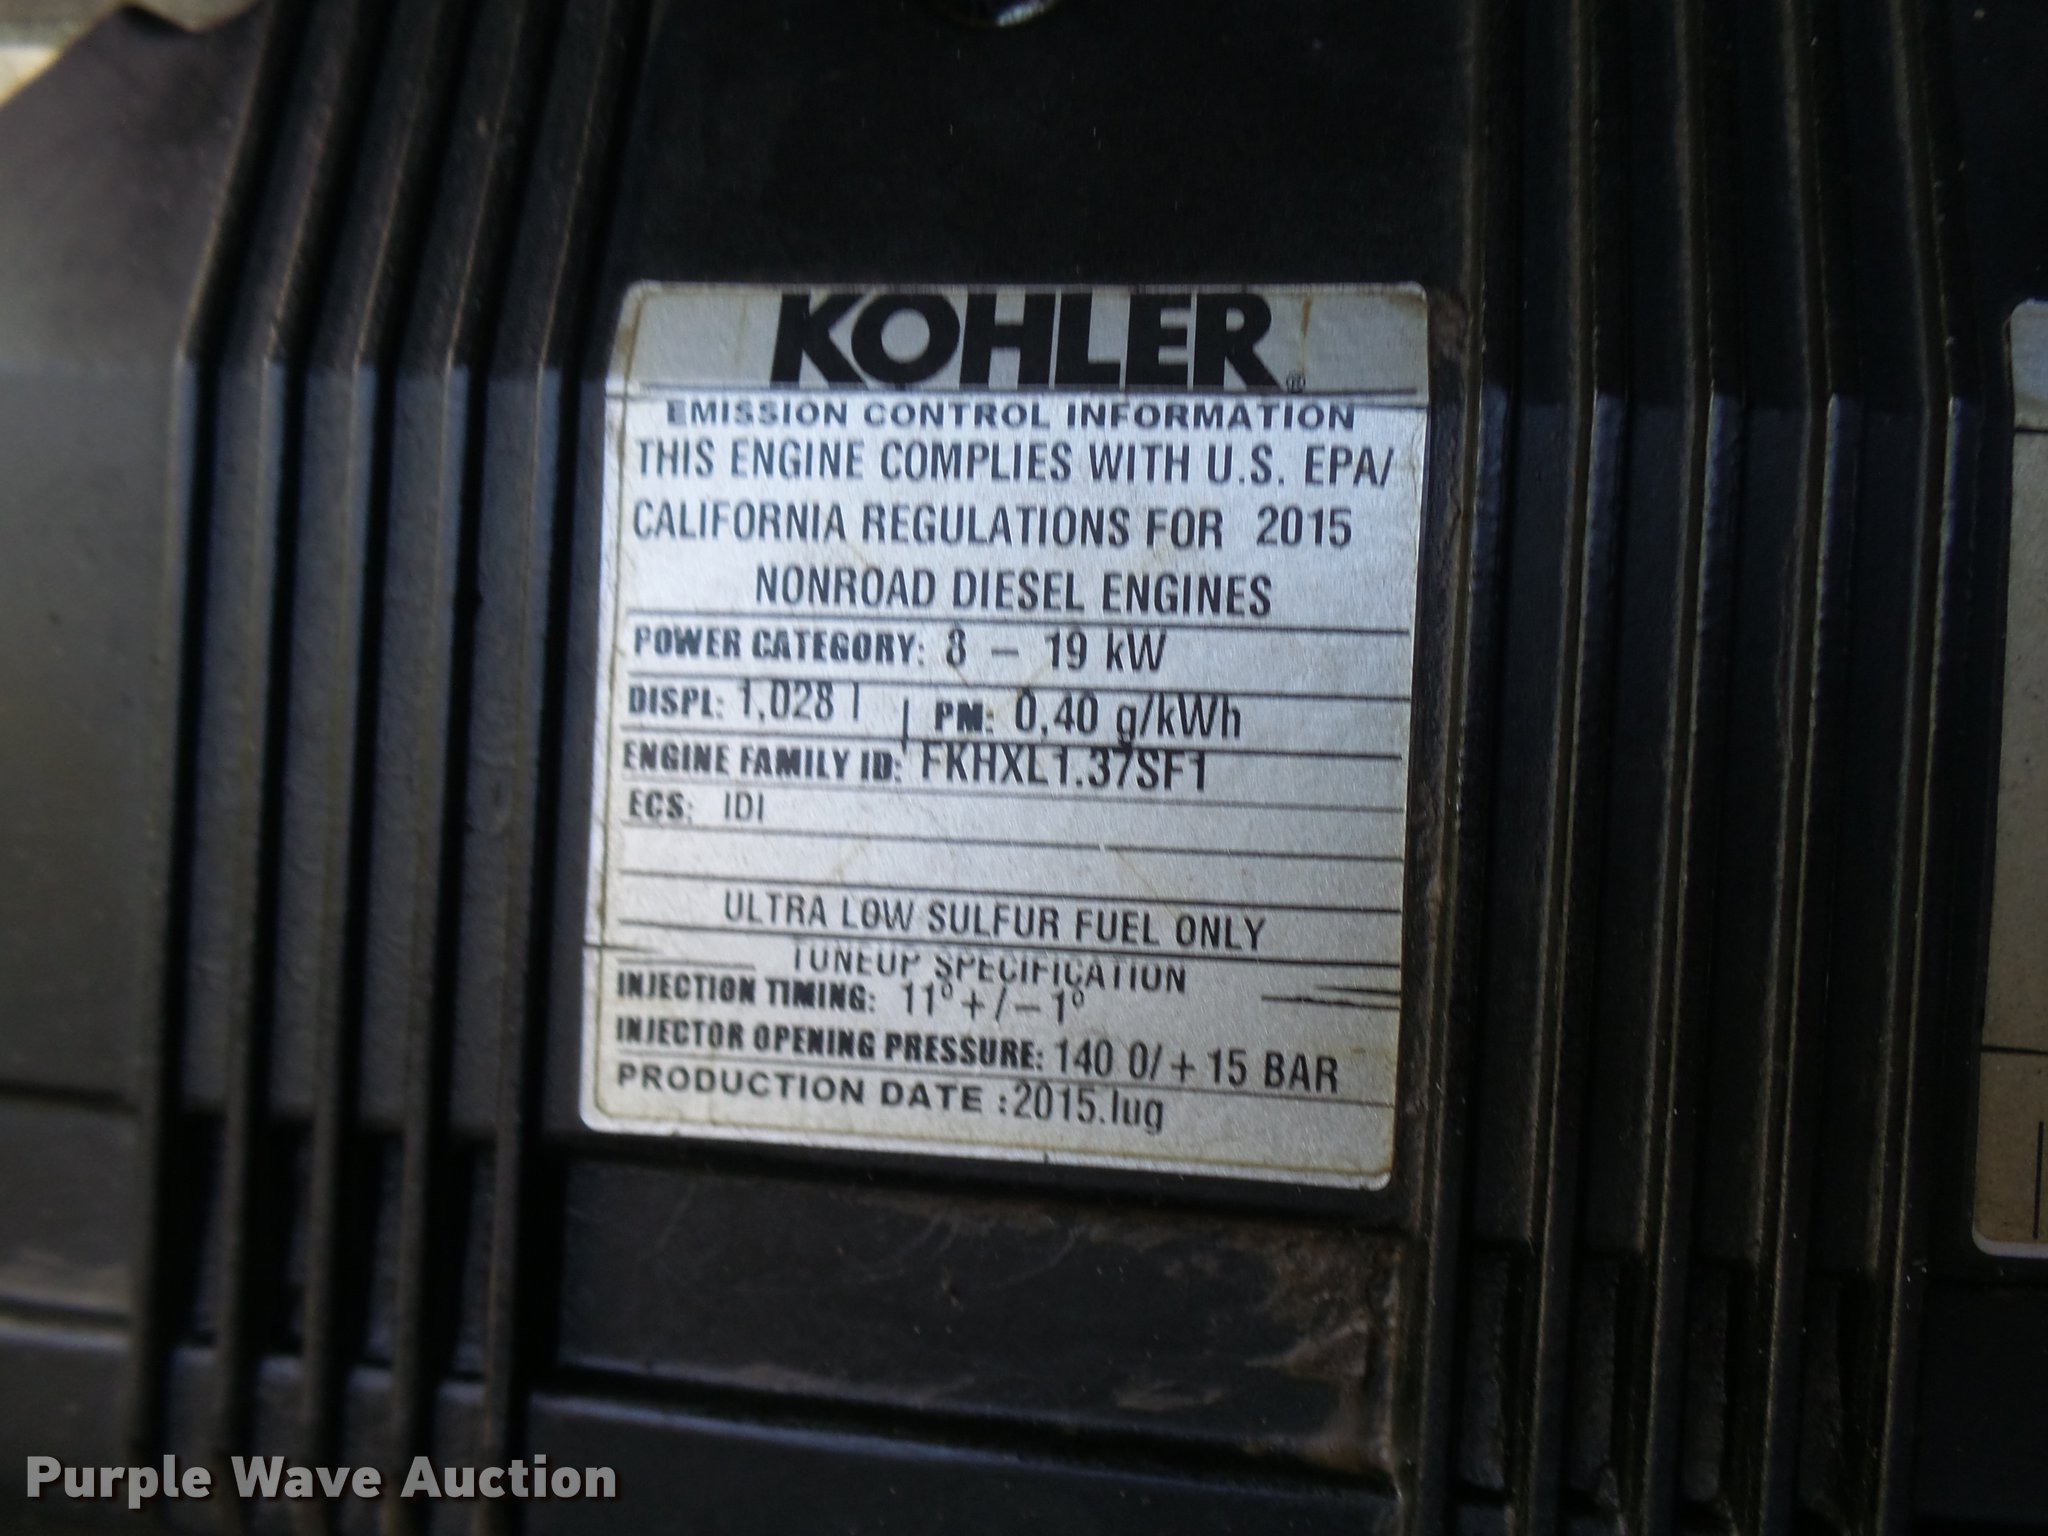 KOHLER®
EMISSION CONTROL INFORMATION
THIS ENGINE COMPLIES WITH U.S. EPA/
CALIFORNIA REGULATIONS FOR 2015
NONROAD DIESEL ENGINES
POWER CATEGORY: 8 – 19 kW
DISPL: 1,028 l | PM: 0,40 g/kWh
ENGINE FAMILY ID: FKHXL1.37SF1
ECS: IDI
ULTRA LOW SULFUR FUEL ONLY
TUNEUP SPECIFICATION
INJECTION TIMING: 11° +/– 1°
INJECTOR OPENING PRESSURE: 140 0/+ 15 BAR
PRODUCTION DATE :2015.lug
Purple Wave Auction